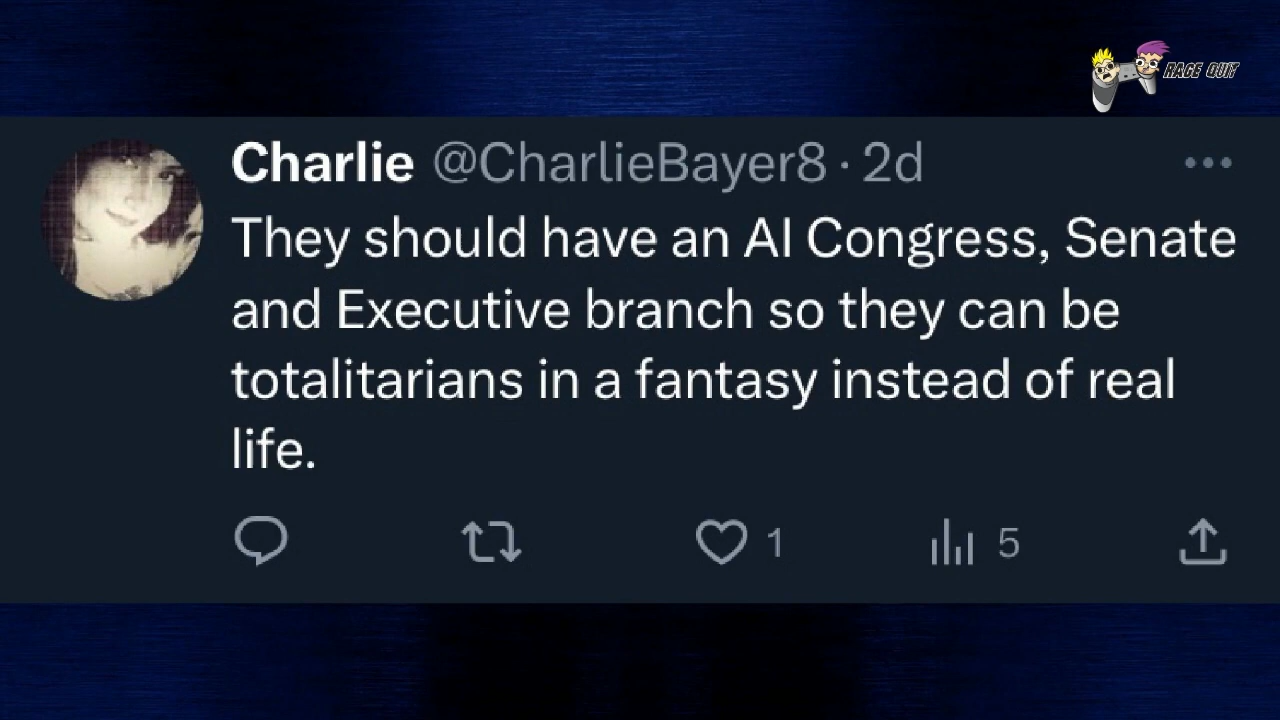 RAGE QUIT
Charlie @CharlieBayer8 · 2d
They should have an AI Congress, Senate
and Executive branch so they can be
totalitarians in a fantasy instead of real
life.
1 5